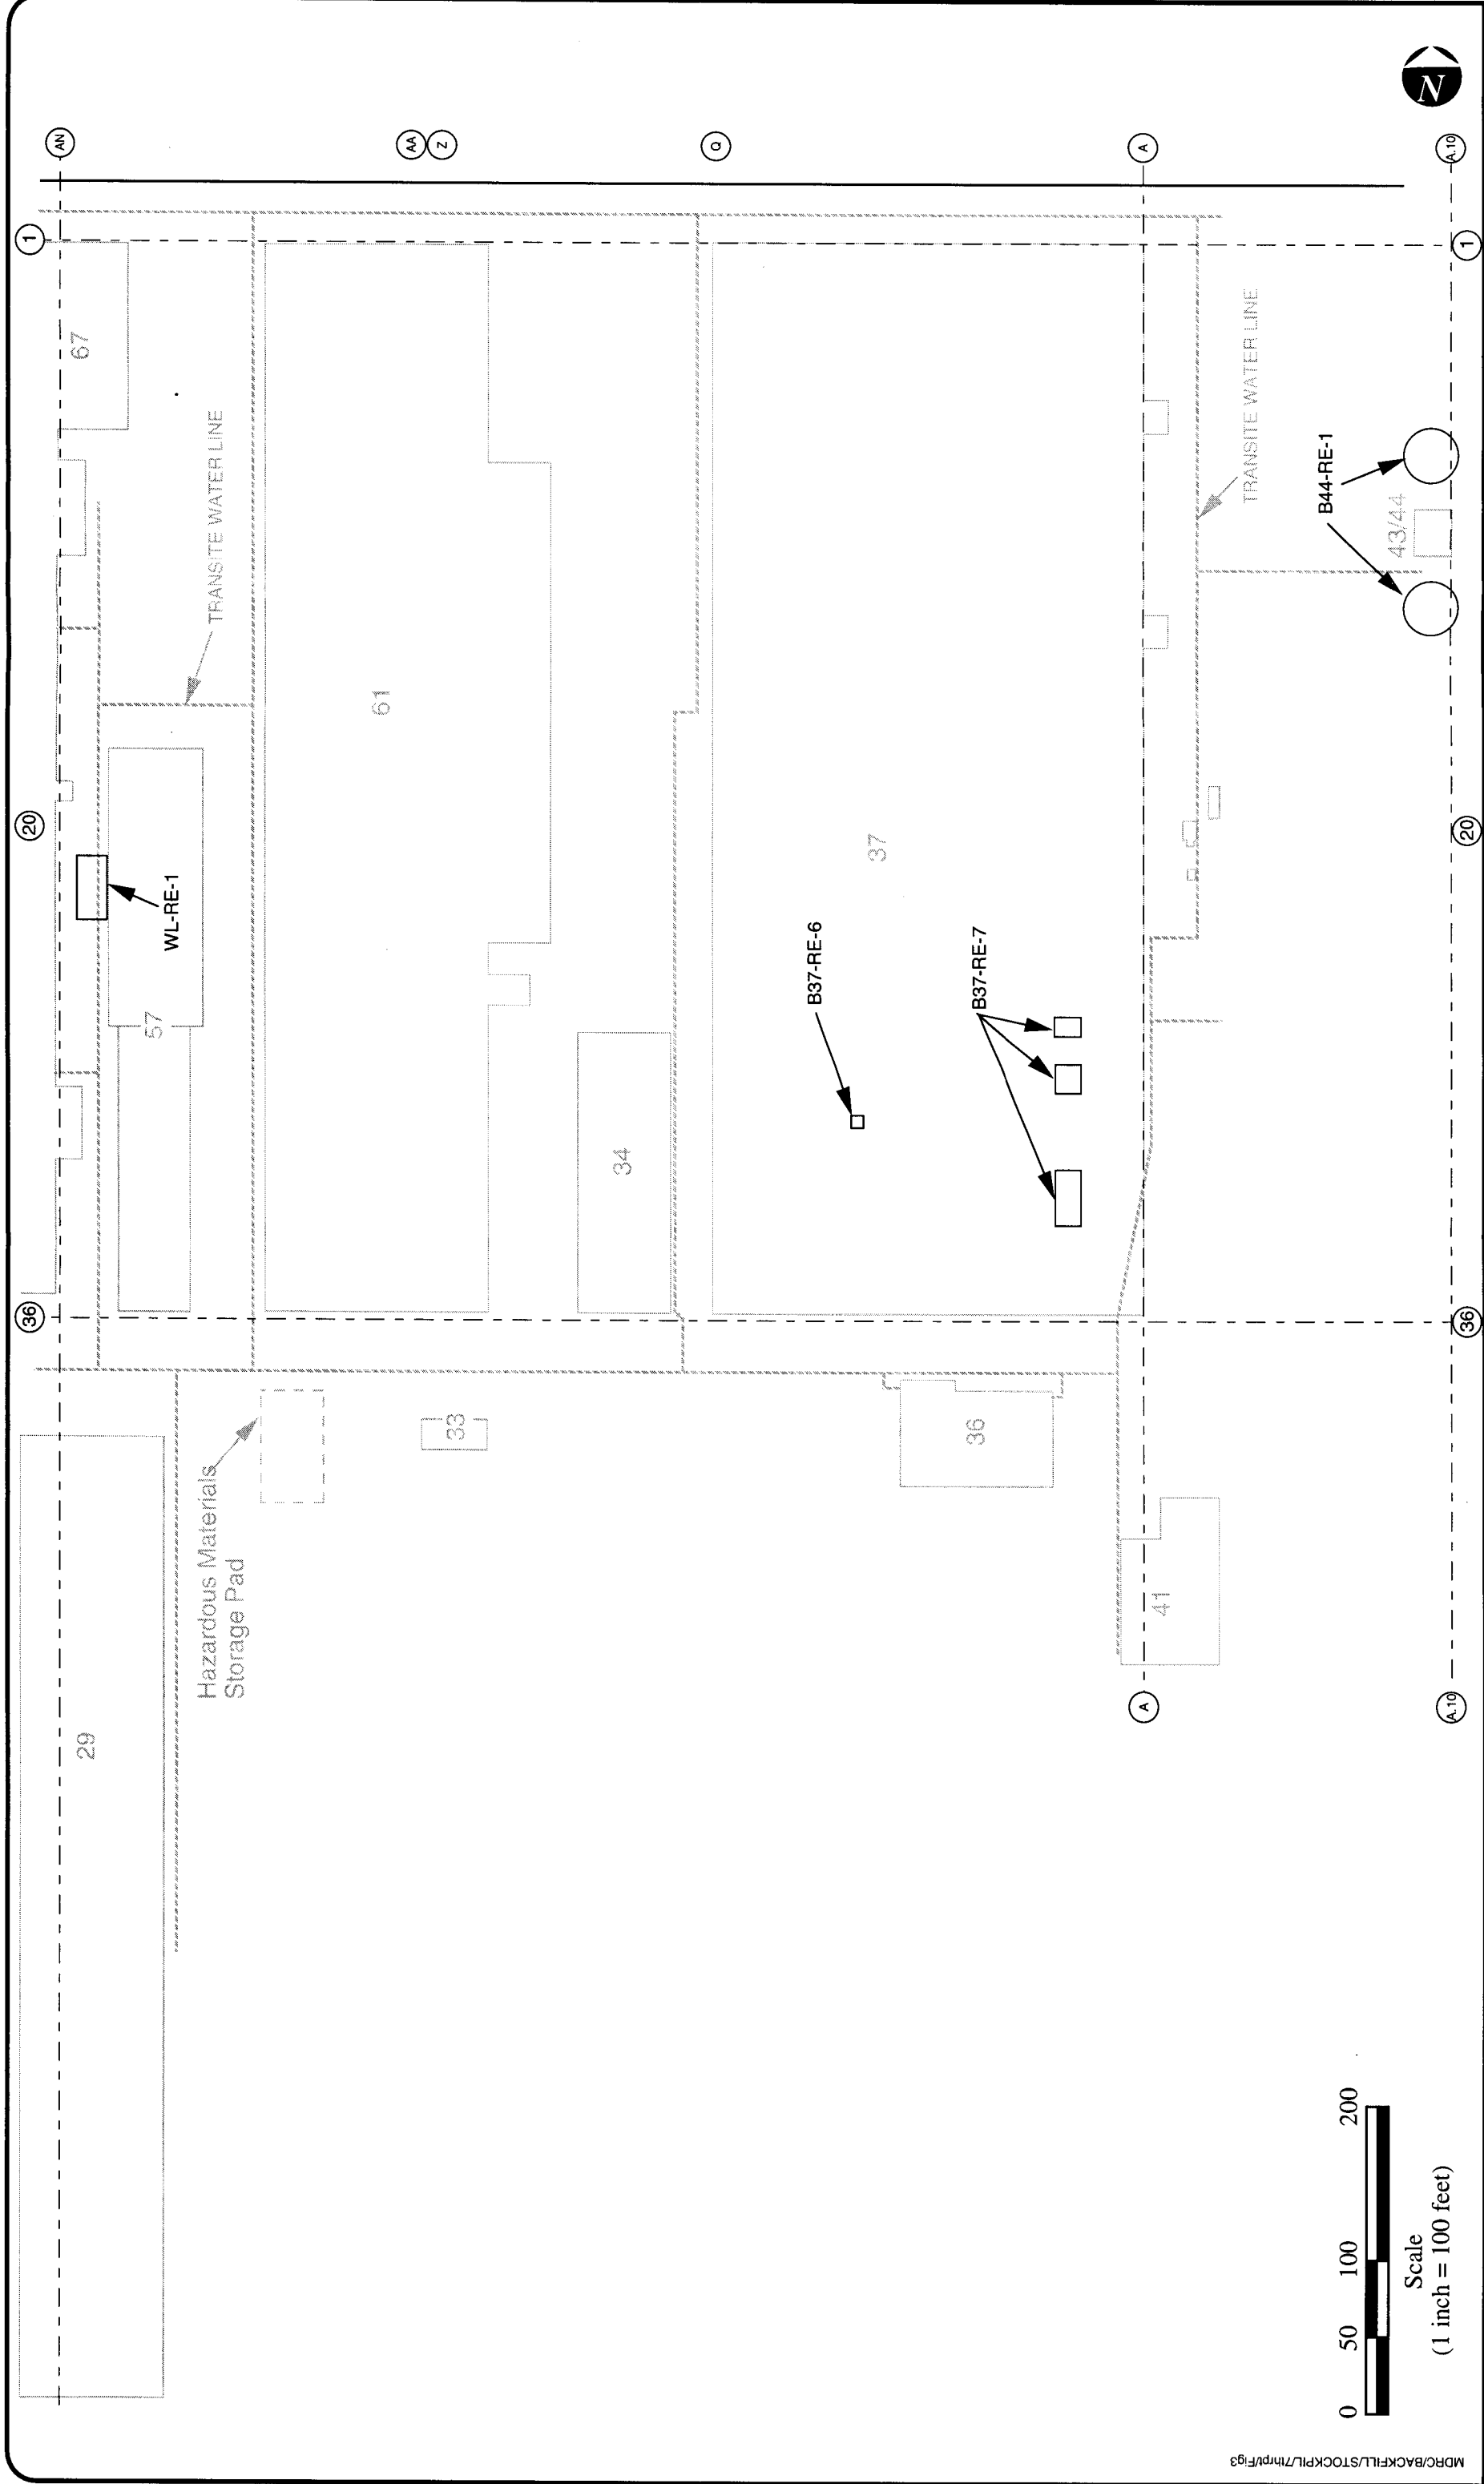 36
20
1
AN
29
67
57
WL-RE-1
TRANSITE WATER LINE
Hazardous Materials
Storage Pad
61
AA
Z
33
34
Q
37
B37-RE-6
36
B37-RE-7
A
A
41
TRANSITE WATER LINE
B44-RE-1
43/44
N
0
50
100
200
Scale
(1 inch = 100 feet)
A.10
A.10
36
20
1
MDRC/BACKFILL/STOCKPIL/7thrpt/Fig3